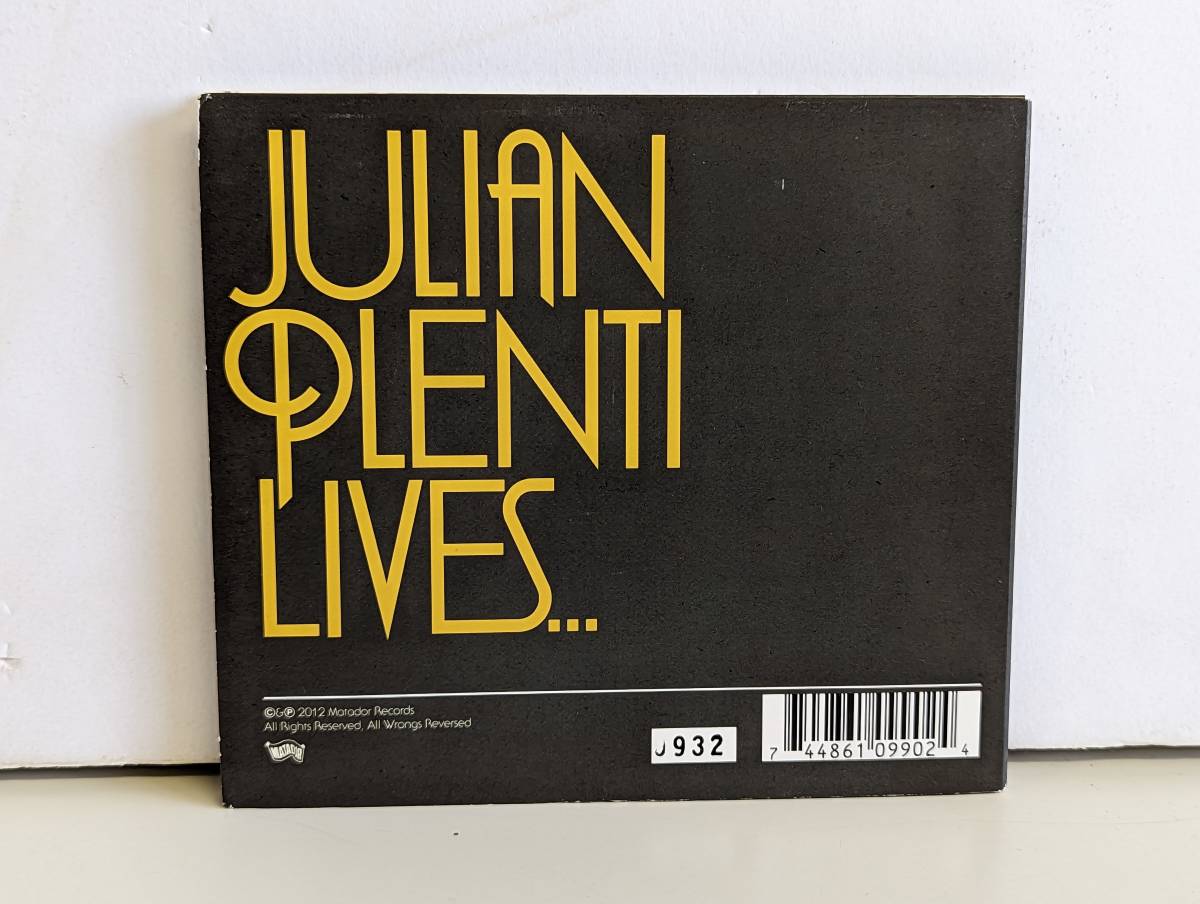 JULIAN
PLENTI
LIVES...
©&℗ 2012 Matador Records
All Rights Reserved, All Wrongs Reversed
MATADOR
J932
7 44861 09902 4